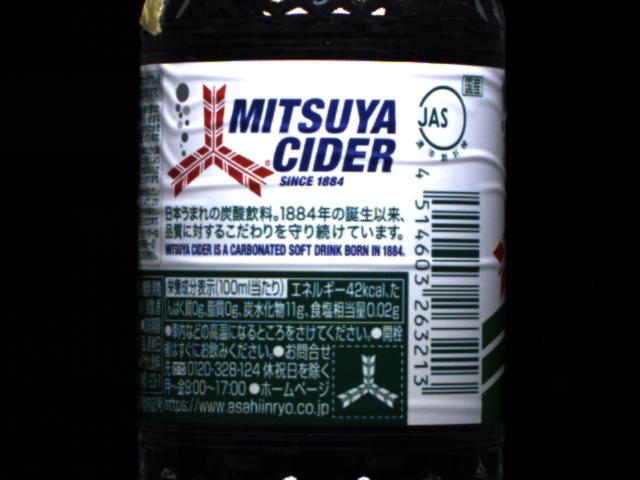 MITSUYA
CIDER
SINCE 1884
国産
JAS
日本うまれの炭酸飲料。1884年の誕生以来、
品質に対するこだわりを守り続けています。
MITSUYA CIDER IS A CARBONATED SOFT DRINK BORN IN 1884.
栄養成分表示(100ml当たり) エネルギー42kcal、た
んぱく質0g、脂質0g、炭水化物11g、食塩相当量0.02g
●車内などの高温になるところをさけてください。●開栓
後はすぐにお飲みください。●お問合せ
先 0120-328-124 休祝日を除く
月~金9:00~17:00 ●ホームページ
https://www.asahiinryo.co.jp
4 514603 263213